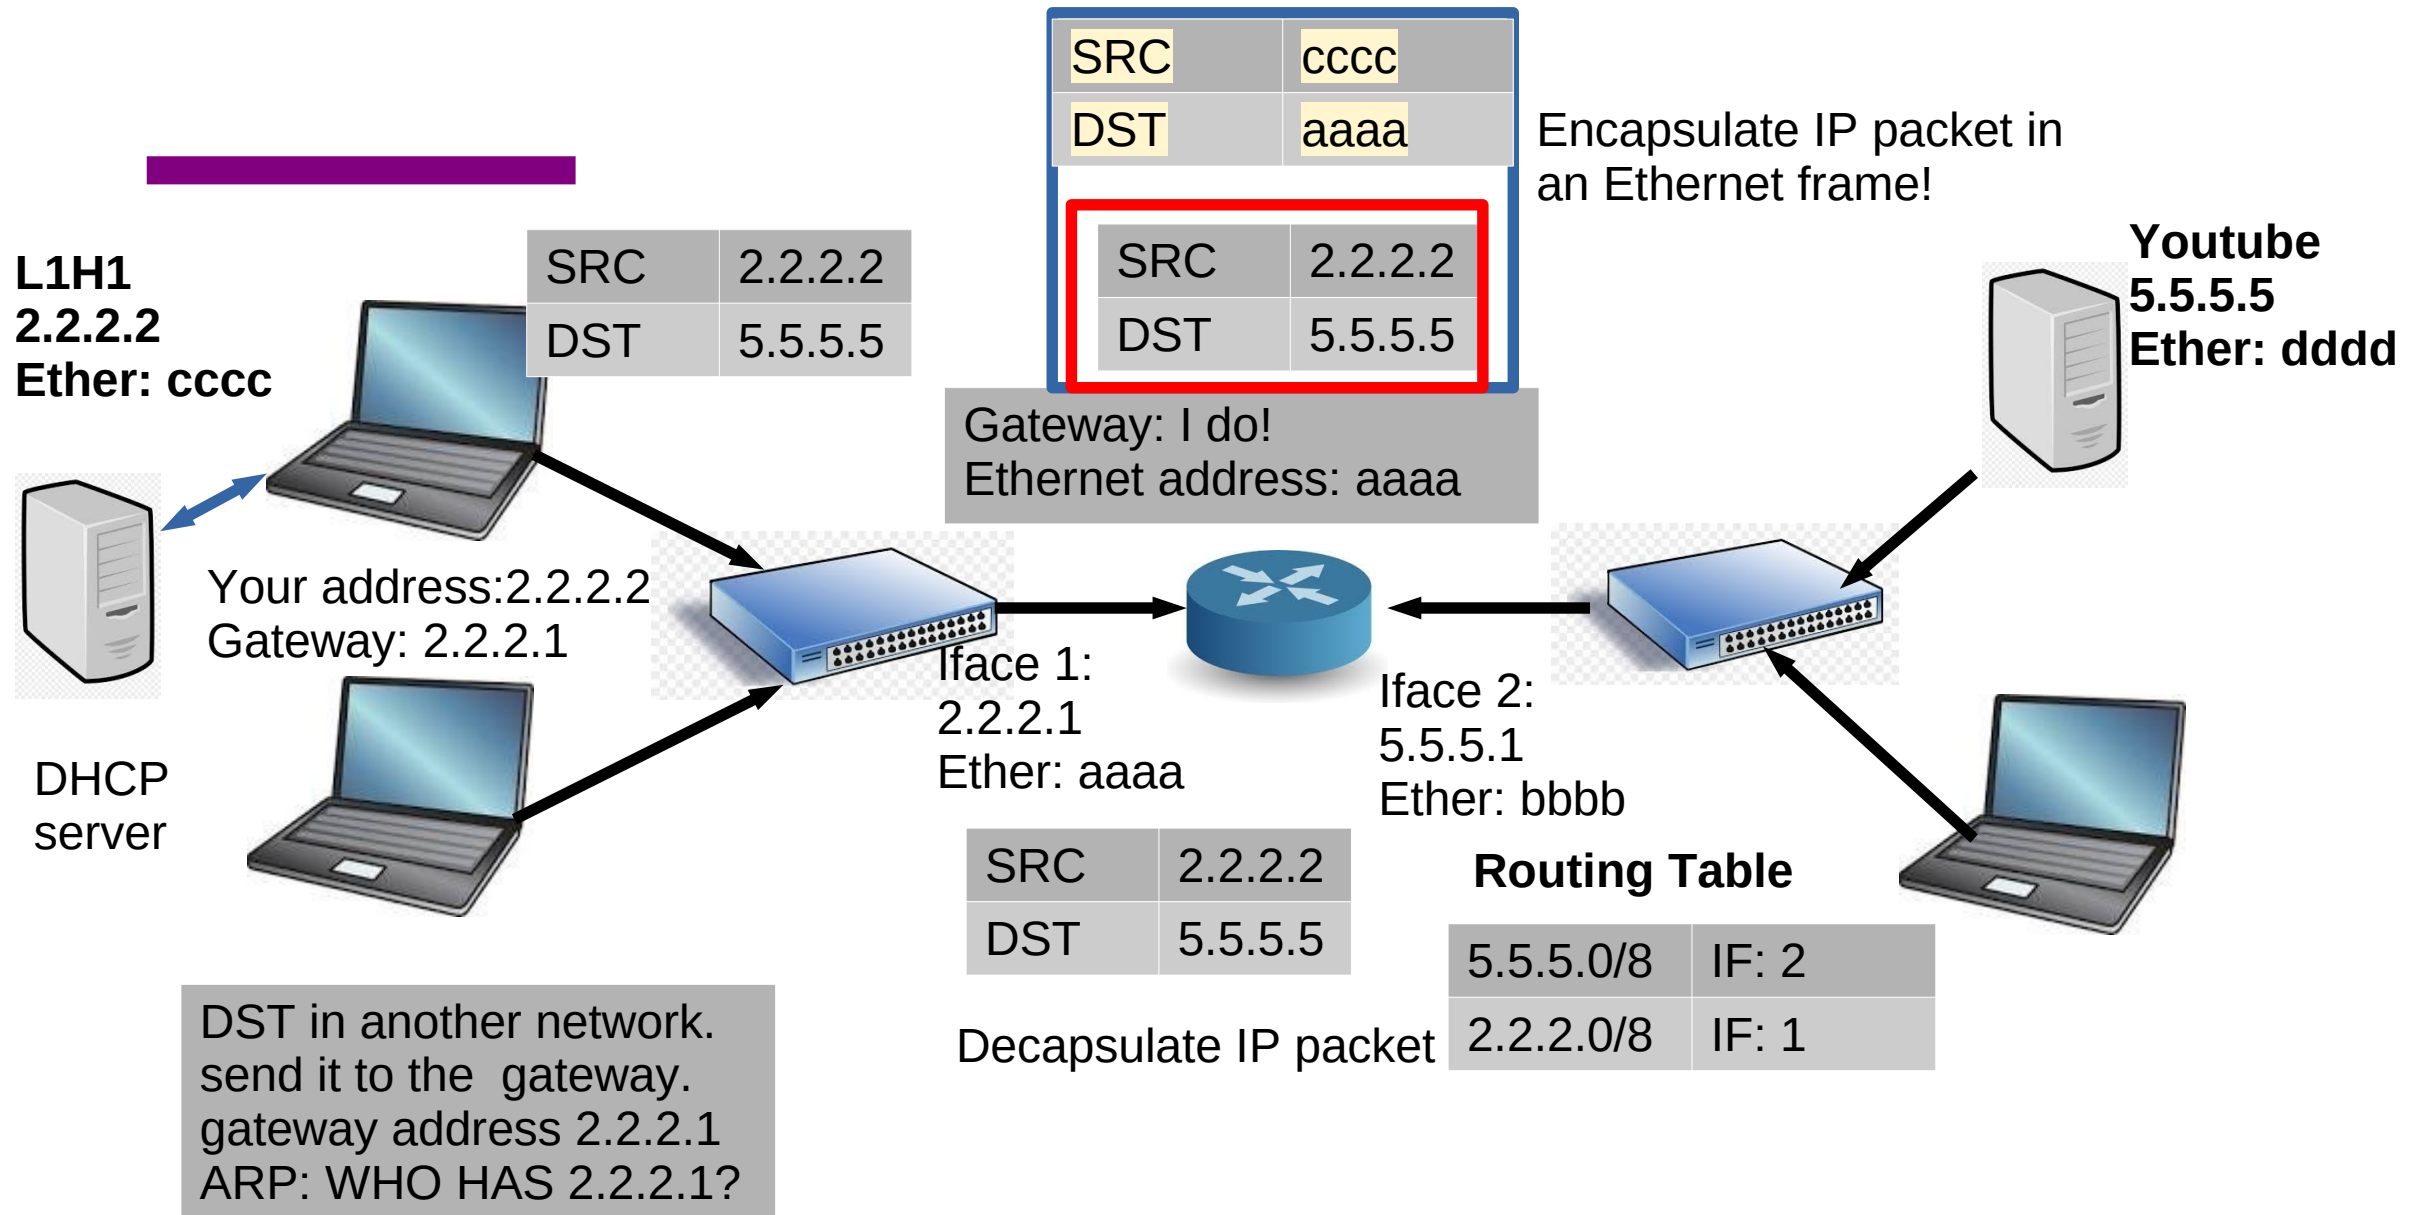 SRC cccc
DST aaaa
Encapsulate IP packet in
an Ethernet frame!
SRC 2.2.2.2
DST 5.5.5.5
L1H1
2.2.2.2
Ether: cccc
SRC 2.2.2.2
DST 5.5.5.5
Youtube
5.5.5.5
Ether: dddd
Gateway: I do!
Ethernet address: aaaa
Your address:2.2.2.2
Gateway: 2.2.2.1
DHCP
server
Iface 1:
2.2.2.1
Ether: aaaa
Iface 2:
5.5.5.1
Ether: bbbb
SRC 2.2.2.2
DST 5.5.5.5
Decapsulate IP packet
Routing Table
5.5.5.0/8 IF: 2
2.2.2.0/8 IF: 1
DST in another network.
send it to the  gateway.
gateway address 2.2.2.1
ARP: WHO HAS 2.2.2.1?